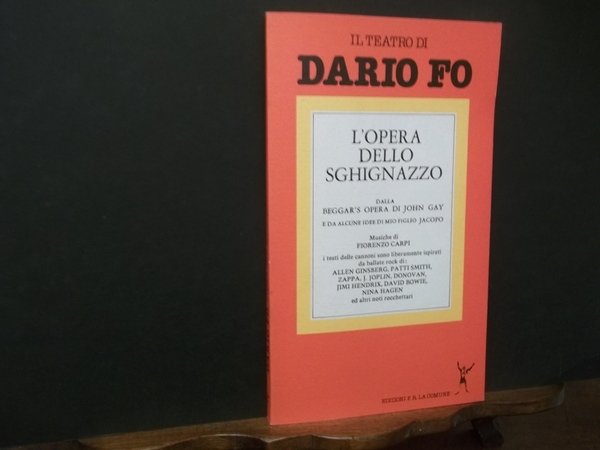 IL TEATRO DI
DARIO FO
L'OPERA
DELLO
SGHIGNAZZO
DALLA
BEGGAR'S OPERA DI JOHN GAY
E DA ALCUNE IDEE DI MIO FIGLIO JACOPO
Musiche di
FIORENZO CARPI
i testi delle canzoni sono liberamente ispirati
da ballate rock di:
ALLEN GINSBERG, PATTI SMITH,
ZAPPA, J. JOPLIN, DONOVAN,
JIMI HENDRIX, DAVID BOWIE,
NINA HAGEN
ed altri noti rocchettari
EDIZIONI F. R. LA COMUNE